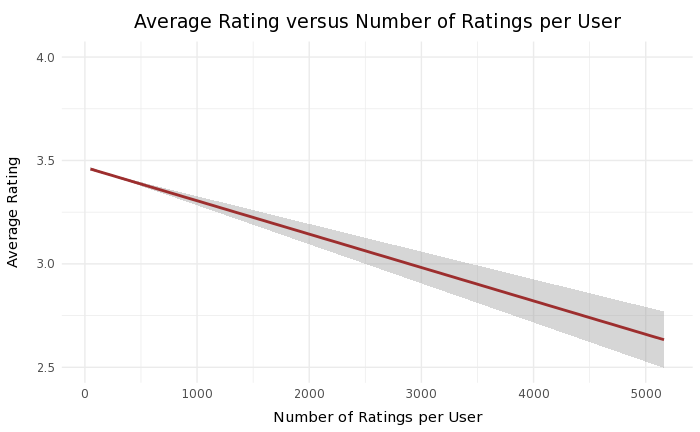 Average Rating versus Number of Ratings per User
4.0
3.5
3.0
2.5
Average Rating
0 1000 2000 3000 4000 5000
Number of Ratings per User